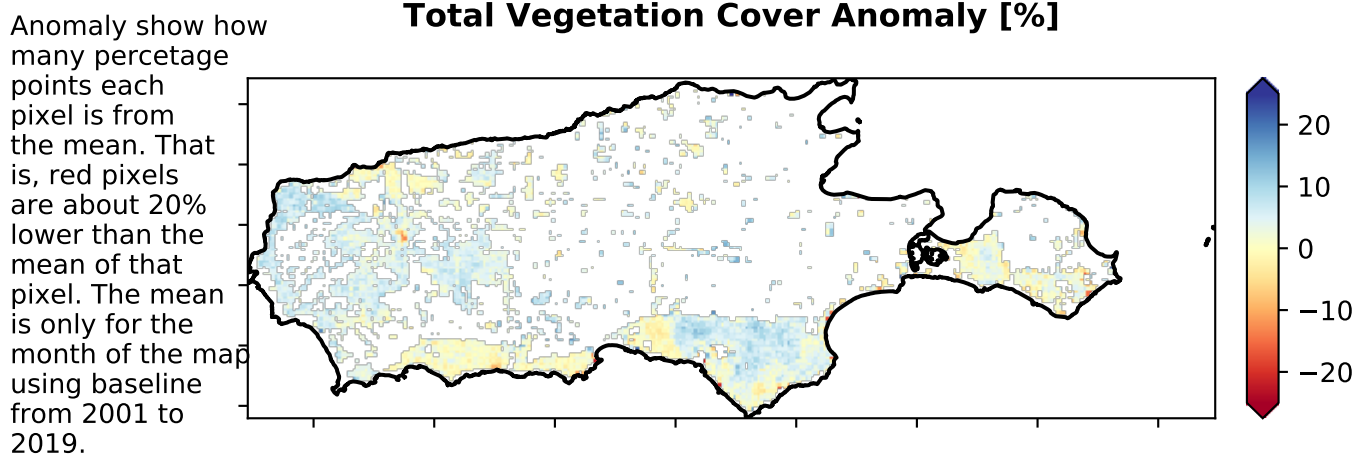 Total Vegetation Cover Anomaly [%]
Anomaly show how
many percetage
points each
pixel is from
the mean. That
is, red pixels
are about 20%
lower than the
mean of that
pixel. The mean
is only for the
month of the map
using baseline
from 2001 to
2019.
20
10
0
−10
−20